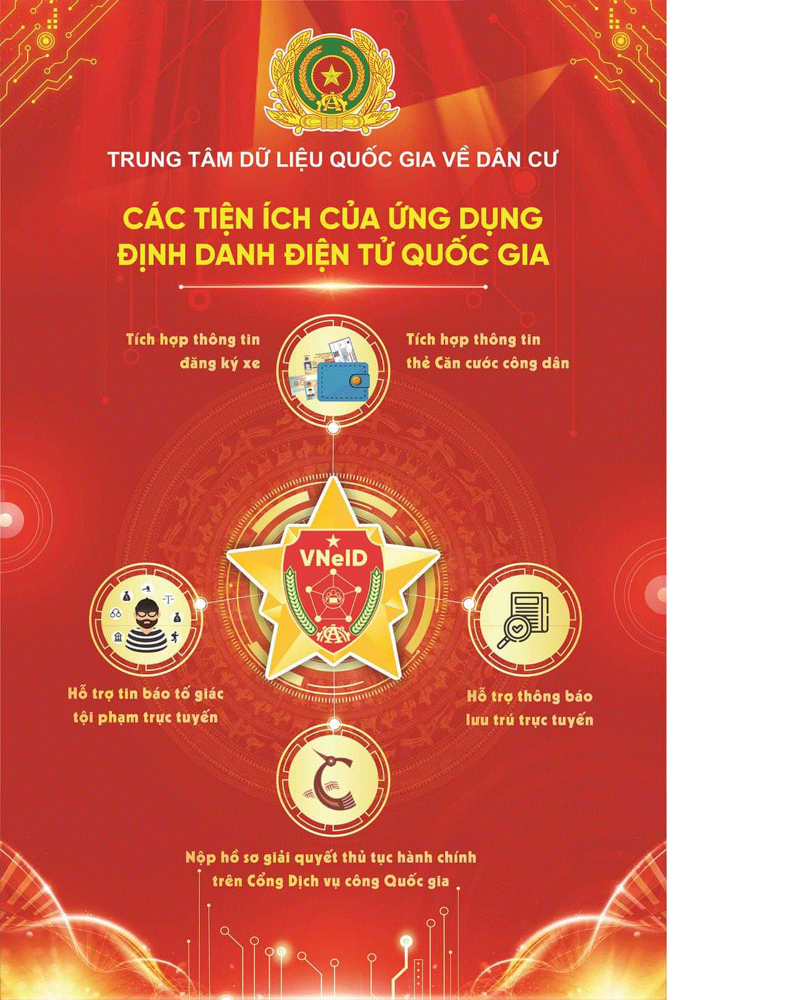 TRUNG TÂM DỮ LIỆU QUỐC GIA VỀ DÂN CƯ
CÁC TIỆN ÍCH CỦA ỨNG DỤNG
ĐỊNH DANH ĐIỆN TỬ QUỐC GIA
Tích hợp thông tin
đăng ký xe
Tích hợp thông tin
thẻ Căn cước công dân
VNeID
Hỗ trợ tin báo tố giác
tội phạm trực tuyến
Hỗ trợ thông báo
lưu trú trực tuyến
Nộp hồ sơ giải quyết thủ tục hành chính
trên Cổng Dịch vụ công Quốc gia